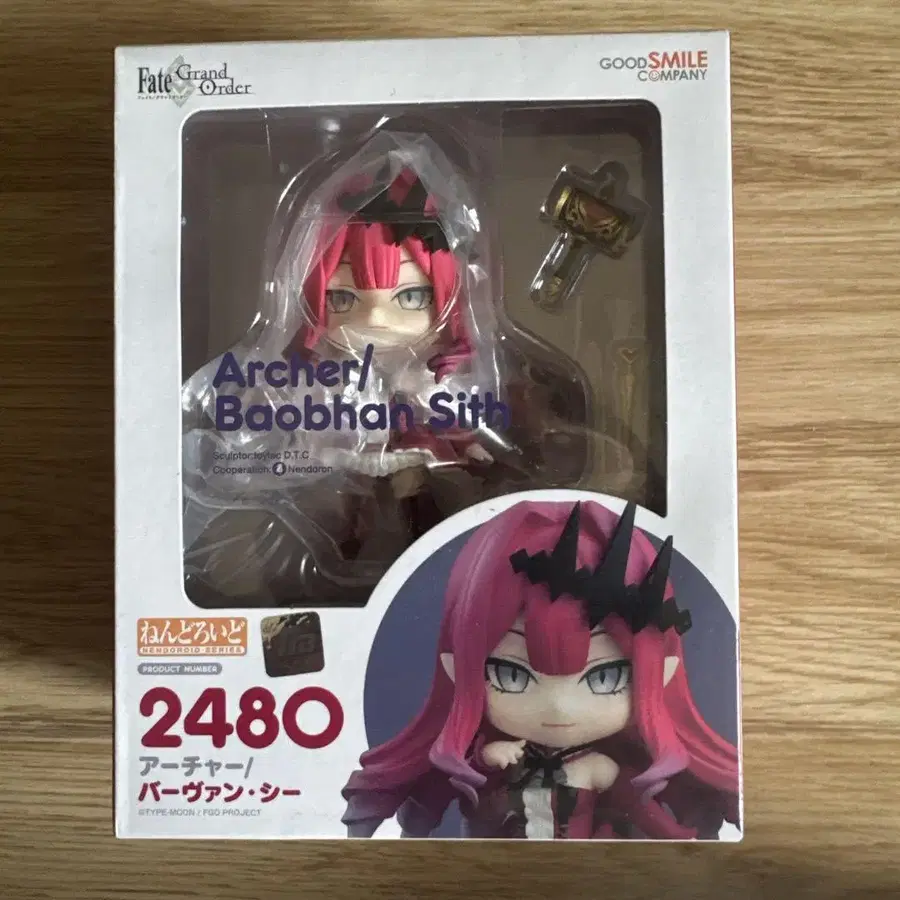 Fate Grand Order
GOOD SMILE COMPANY
Archer/
Baobhan Sith
Sculptor:toytec D.T.C
Cooperation: Nendoron
ねんどろいど
NENDOROID SERIES
PRODUCT NUMBER
2480
アーチャー/
バーヴァン・シー
©TYPE-MOON / FGO PROJECT